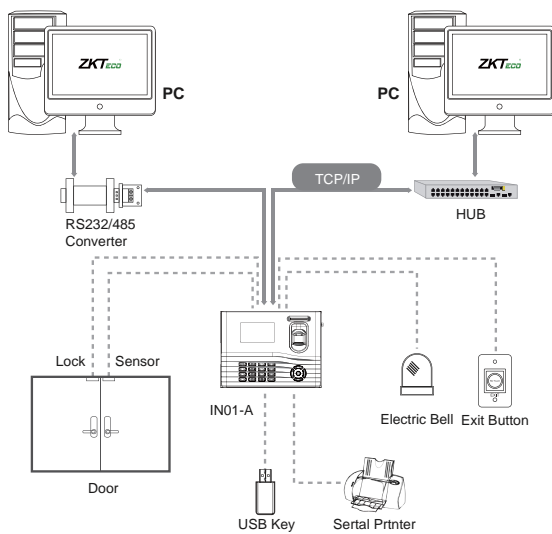 ZKTeco
ZKTeco
PC
PC
TCP/IP
RS232/485
Converter
HUB
Lock
Sensor
IN01-A
Electric Bell
Exit Button
Door
USB Key
Sertal Prtnter